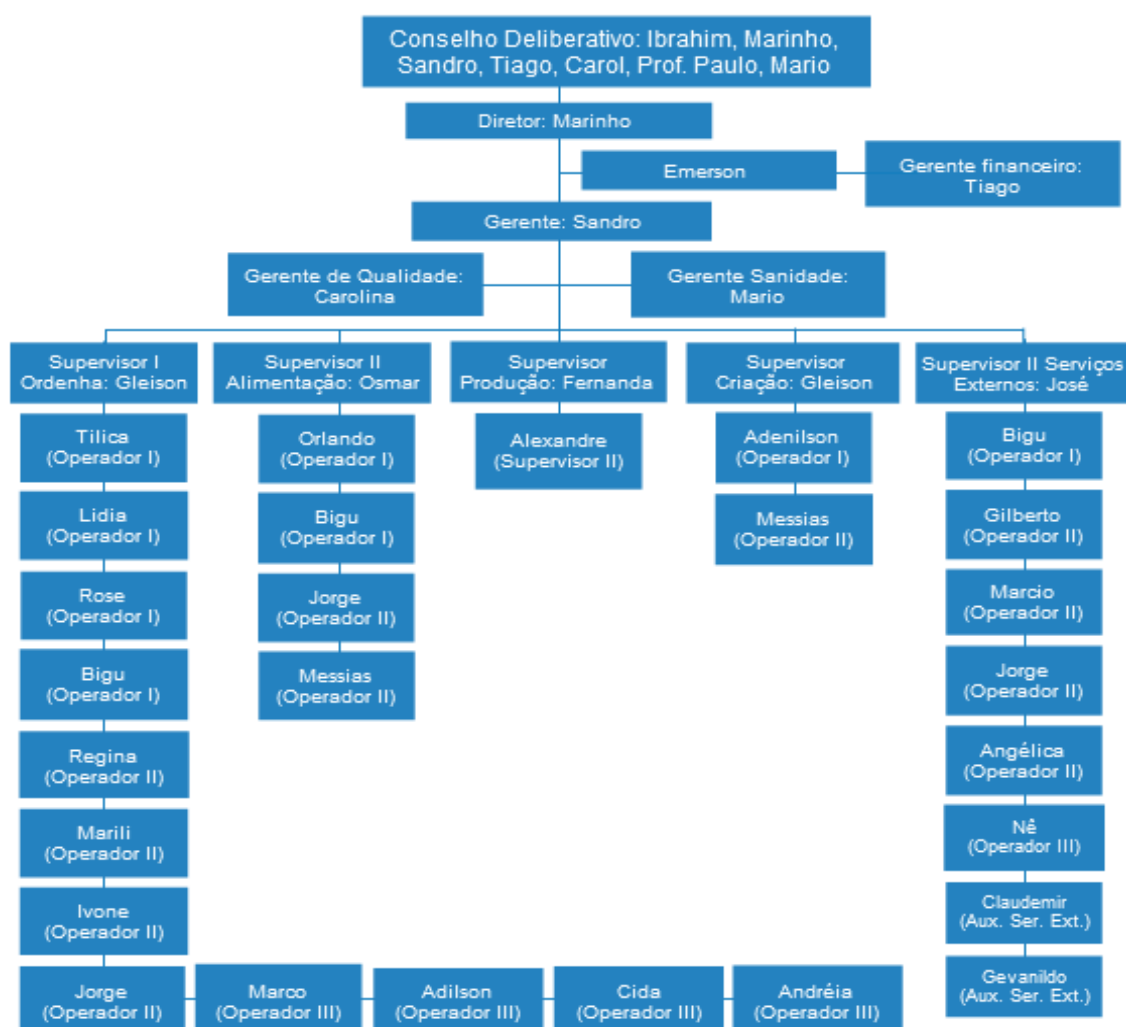 Conselho Deliberativo: Ibrahim, Marinho,
Sandro, Tiago, Carol, Prof. Paulo, Mario
Diretor: Marinho
Emerson
Gerente financeiro:
Tiago
Gerente: Sandro
Gerente de Qualidade:
Carolina
Gerente Sanidade:
Mario
Supervisor I
Ordenha: Gleison
Supervisor II
Alimentação: Osmar
Supervisor
Produção: Fernanda
Supervisor
Criação: Gleison
Supervisor II Serviços
Externos: José
Tilica
(Operador I)
Lidia
(Operador I)
Rose
(Operador I)
Bigu
(Operador I)
Regina
(Operador II)
Marili
(Operador II)
Ivone
(Operador II)
Jorge
(Operador II)
Marco
(Operador III)
Adilson
(Operador III)
Cida
(Operador III)
Andréia
(Operador III)
Orlando
(Operador I)
Bigu
(Operador I)
Jorge
(Operador II)
Messias
(Operador II)
Alexandre
(Supervisor II)
Adenilson
(Operador I)
Messias
(Operador II)
Bigu
(Operador I)
Gilberto
(Operador II)
Marcio
(Operador II)
Jorge
(Operador II)
Angélica
(Operador II)
Nê
(Operador III)
Claudemir
(Aux. Ser. Ext.)
Gevanildo
(Aux. Ser. Ext.)